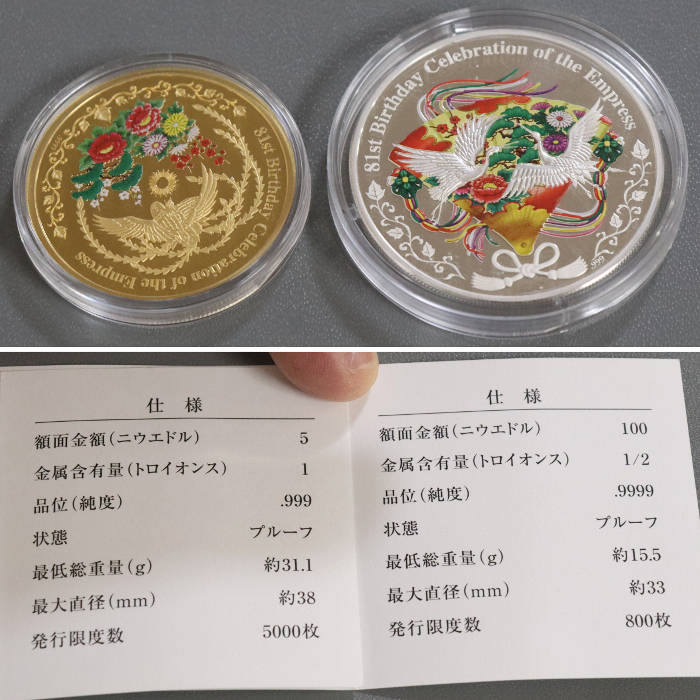 81st Birthday Celebration of the Empress
81st Birthday Celebration of the Empress
.999
仕様
額面金額(ニウエドル) 5
金属含有量(トロイオンス) 1
品位(純度) .999
状態 プルーフ
最低総重量(g) 約31.1
最大直径(mm) 約38
発行限度数 5000枚
仕様
額面金額(ニウエドル) 100
金属含有量(トロイオンス) 1/2
品位(純度) .9999
状態 プルーフ
最低総重量(g) 約15.5
最大直径(mm) 約33
発行限度数 800枚